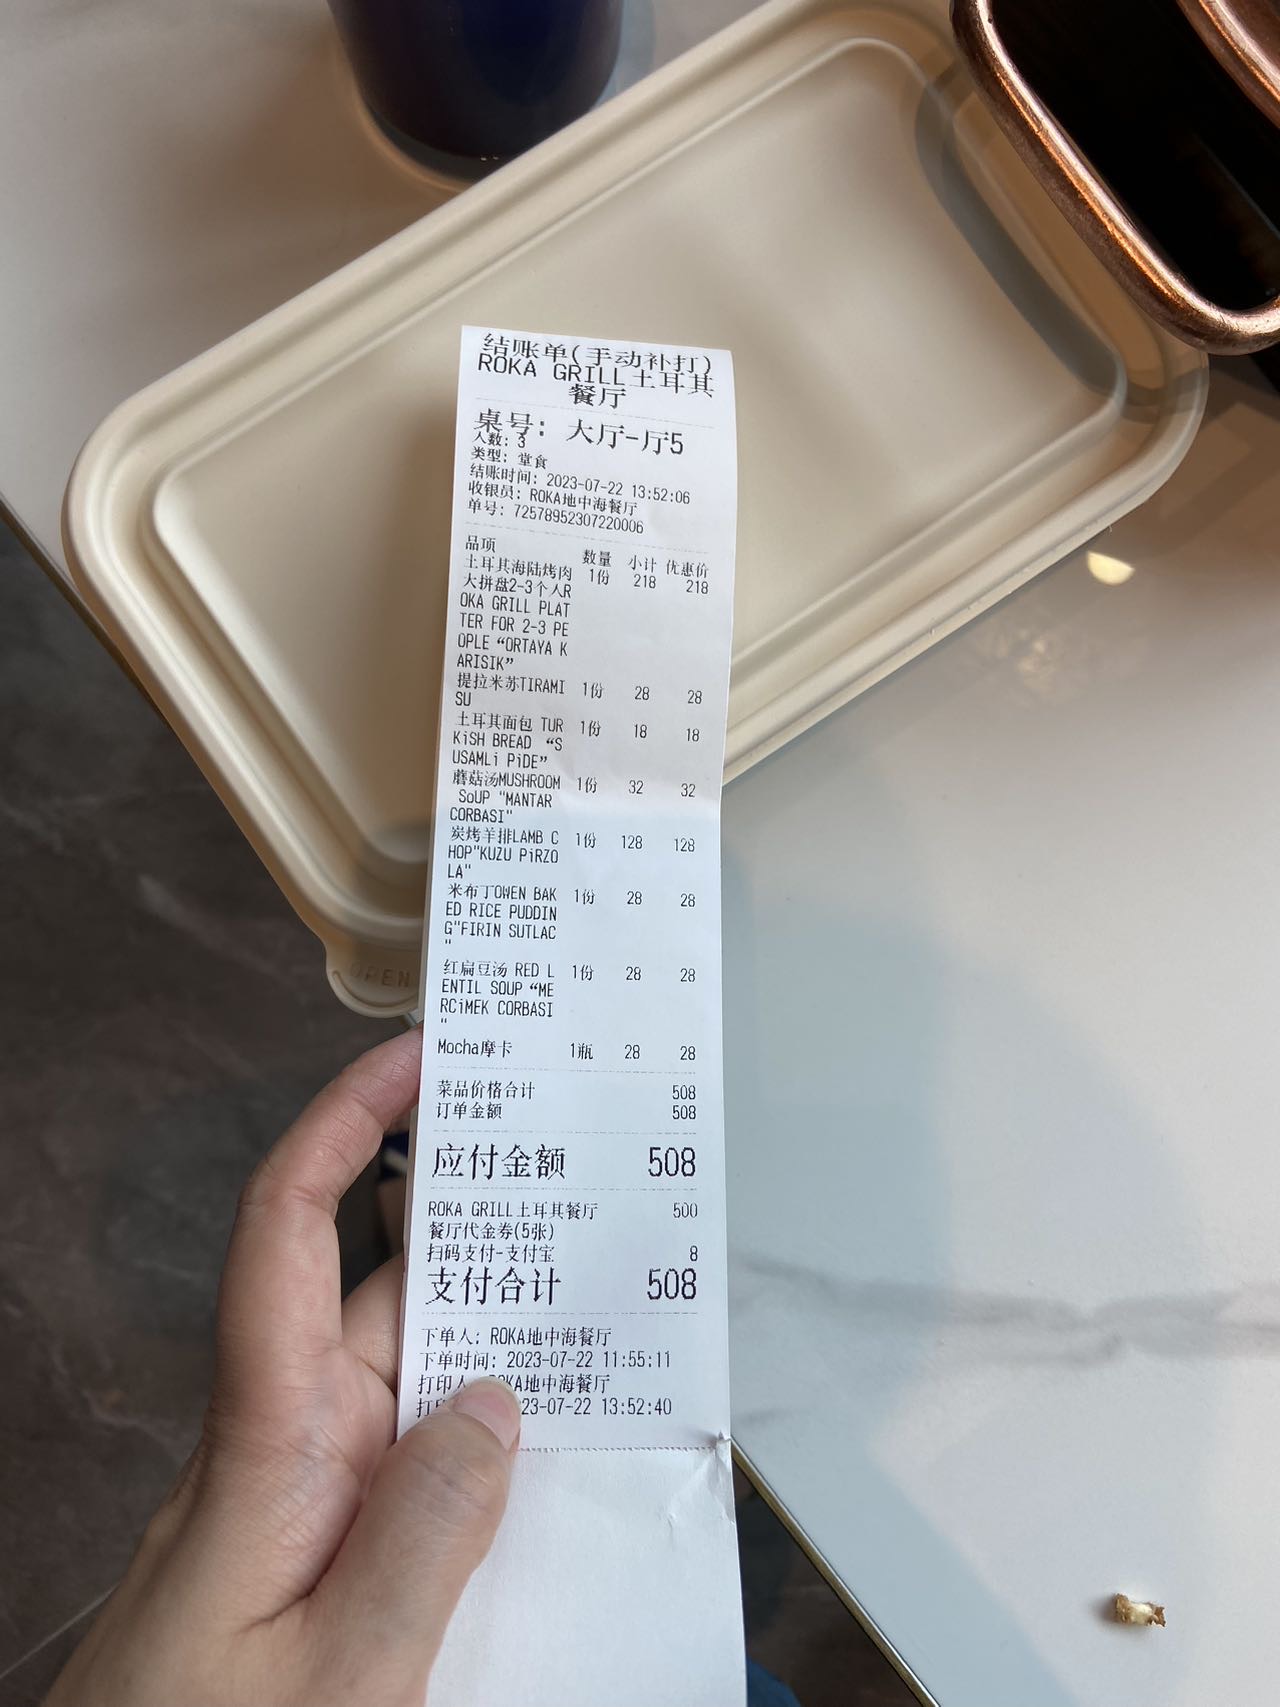 结账单(手动补打)
ROKA GRILL土耳其
餐厅
桌号: 大厅-厅5
人数: 3
类型: 堂食
结账时间: 2023-07-22 13:52:06
收银员: ROKA地中海餐厅
单号: 72578952307220006
品项 数量 小计 优惠价
土耳其海陆烤肉 1份 218 218
大拼盘2-3个人R
OKA GRILL PLAT
TER FOR 2-3 PE
OPLE “ORTAYA K
ARISIK”
提拉米苏TIRAMI 1份 28 28
SU
土耳其面包 TUR 1份 18 18
KiSH BREAD “S
USAMLi PiDE”
蘑菇汤MUSHROOM 1份 32 32
SoUP "MANTAR
CORBASI"
炭烤羊排LAMB C 1份 128 128
HOP"KUZU PiRZO
LA"
米布丁OWEN BAK 1份 28 28
ED RICE PUDDIN
G"FIRIN SUTLAC
"
红扁豆汤 RED L 1份 28 28
ENTIL SOUP “ME
RCiMEK CORBASI
"
Mocha摩卡 1瓶 28 28
菜品价格合计 508
订单金额 508
应付金额 508
ROKA GRILL土耳其餐厅 500
餐厅代金券(5张)
扫码支付-支付宝 8
支付合计 508
下单人: ROKA地中海餐厅
下单时间: 2023-07-22 11:55:11
打印人 KA地中海餐厅
打 23-07-22 13:52:40
OPEN